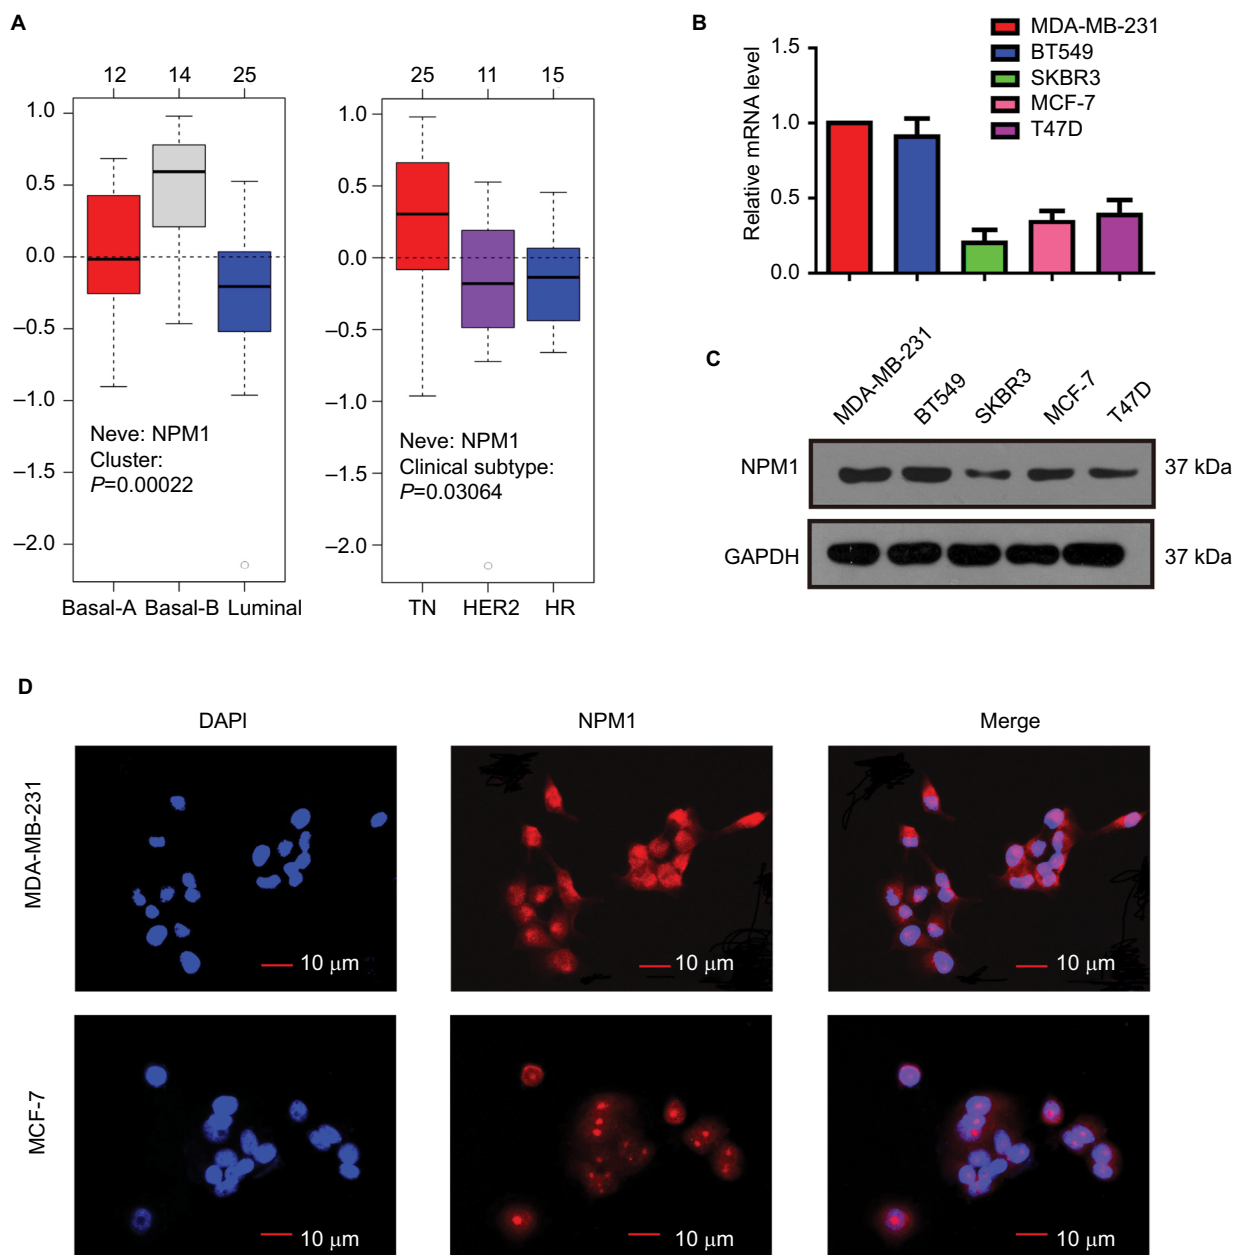 A
12 14 25
1.0
0.5
0.0
–0.5
–1.0
–1.5
–2.0
Neve: NPM1
Cluster:
P=0.00022
Basal-A Basal-B Luminal
25 11 15
1.0
0.5
0.0
–0.5
–1.0
–1.5
–2.0
Neve: NPM1
Clinical subtype:
P=0.03064
TN HER2 HR
B
MDA-MB-231
BT549
SKBR3
MCF-7
T47D
Relative mRNA level
1.5
1.0
0.5
0.0
C
MDA-MB-231
BT549
SKBR3
MCF-7
T47D
NPM1
37 kDa
GAPDH
37 kDa
D
DAPI
NPM1
Merge
MDA-MB-231
10 μm
10 μm
10 μm
MCF-7
10 μm
10 μm
10 μm